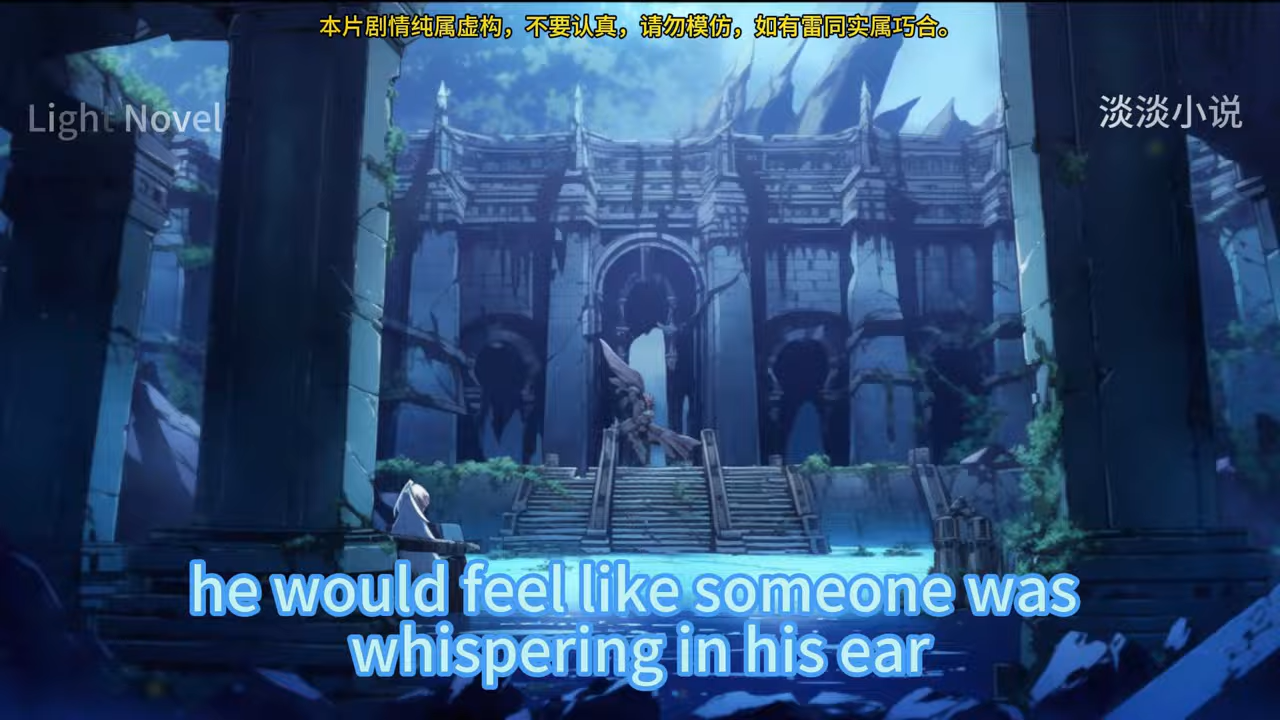 本片剧情纯属虚构，不要认真，请勿模仿，如有雷同实属巧合。
Light Novel
淡淡小说
he would feel like someone was
whispering in his ear